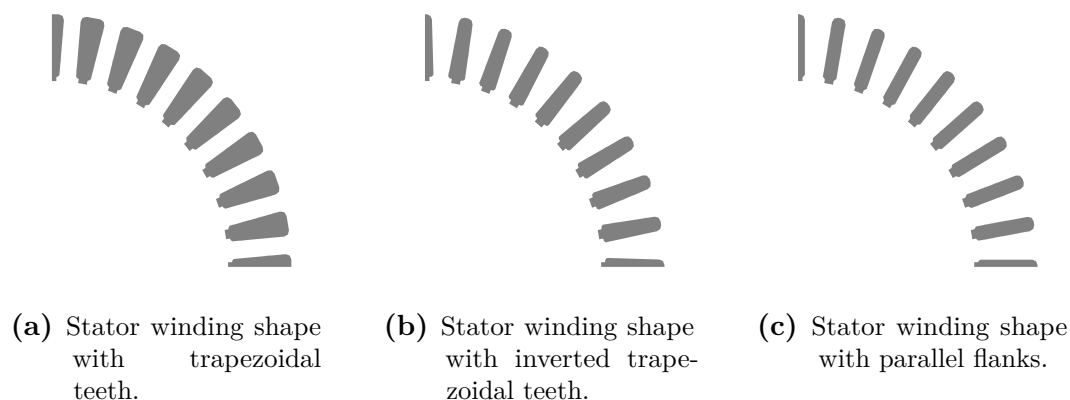 (a) Stator winding shape
with trapezoidal
teeth.
(b) Stator winding shape
with inverted trape-
zoidal teeth.
(c) Stator winding shape
with parallel flanks.